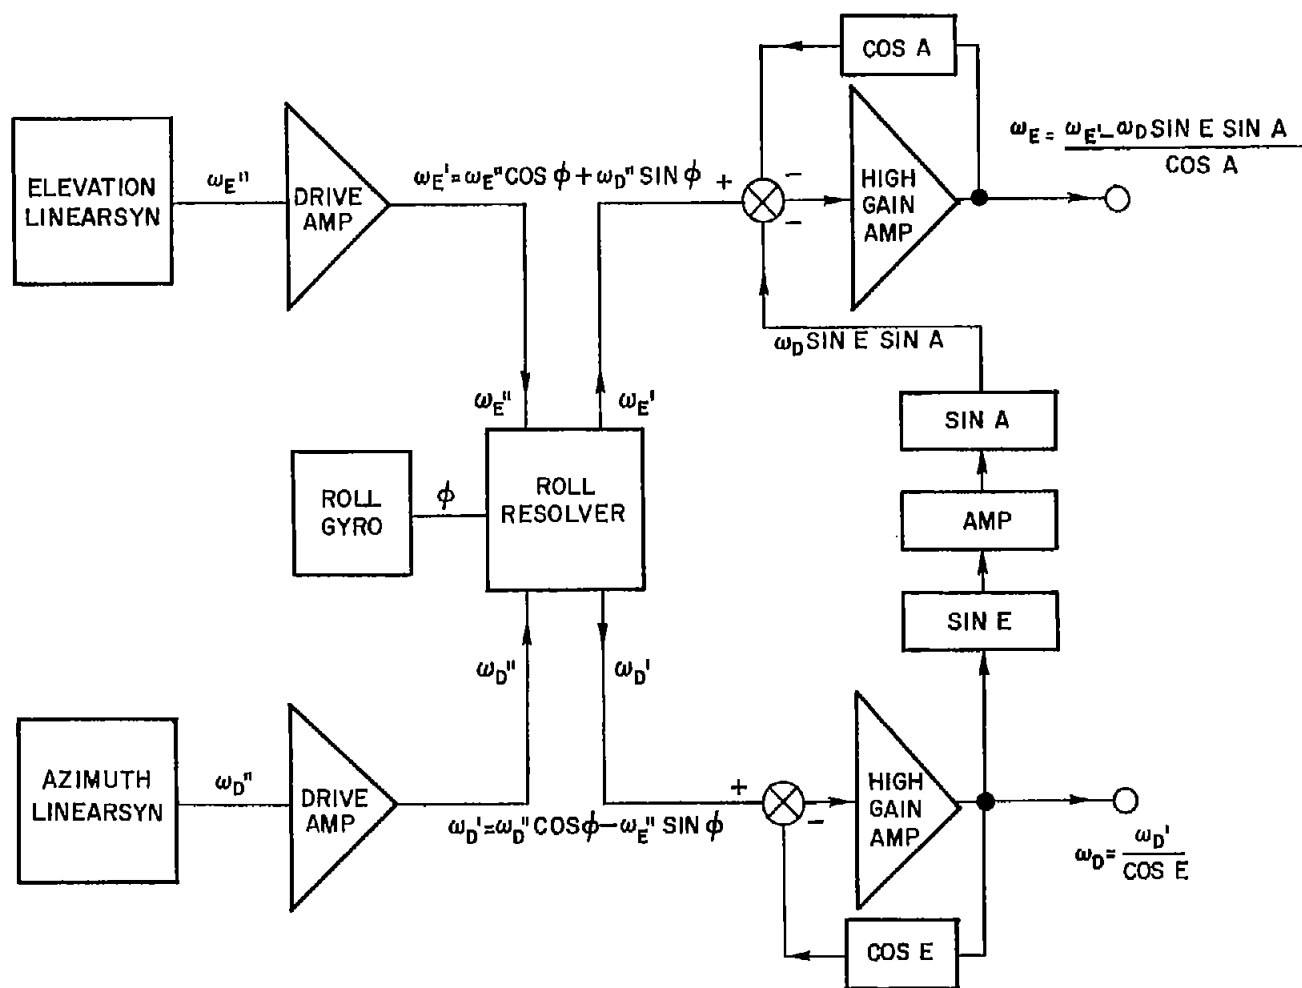 COS A
ω_E = (ω_E' − ω_D SIN E SIN A) / COS A
ELEVATION
LINEARSYN
ω_E"
DRIVE
AMP
ω_E' = ω_E" COS ϕ + ω_D" SIN ϕ
+
−
−
HIGH
GAIN
AMP
ω_D SIN E SIN A
ω_E"
ω_E'
SIN A
ROLL
GYRO
ϕ
ROLL
RESOLVER
AMP
SIN E
ω_D"
ω_D'
AZIMUTH
LINEARSYN
ω_D"
DRIVE
AMP
ω_D' = ω_D" COS ϕ − ω_E" SIN ϕ
+
−
HIGH
GAIN
AMP
ω_D = ω_D' / COS E
COS E